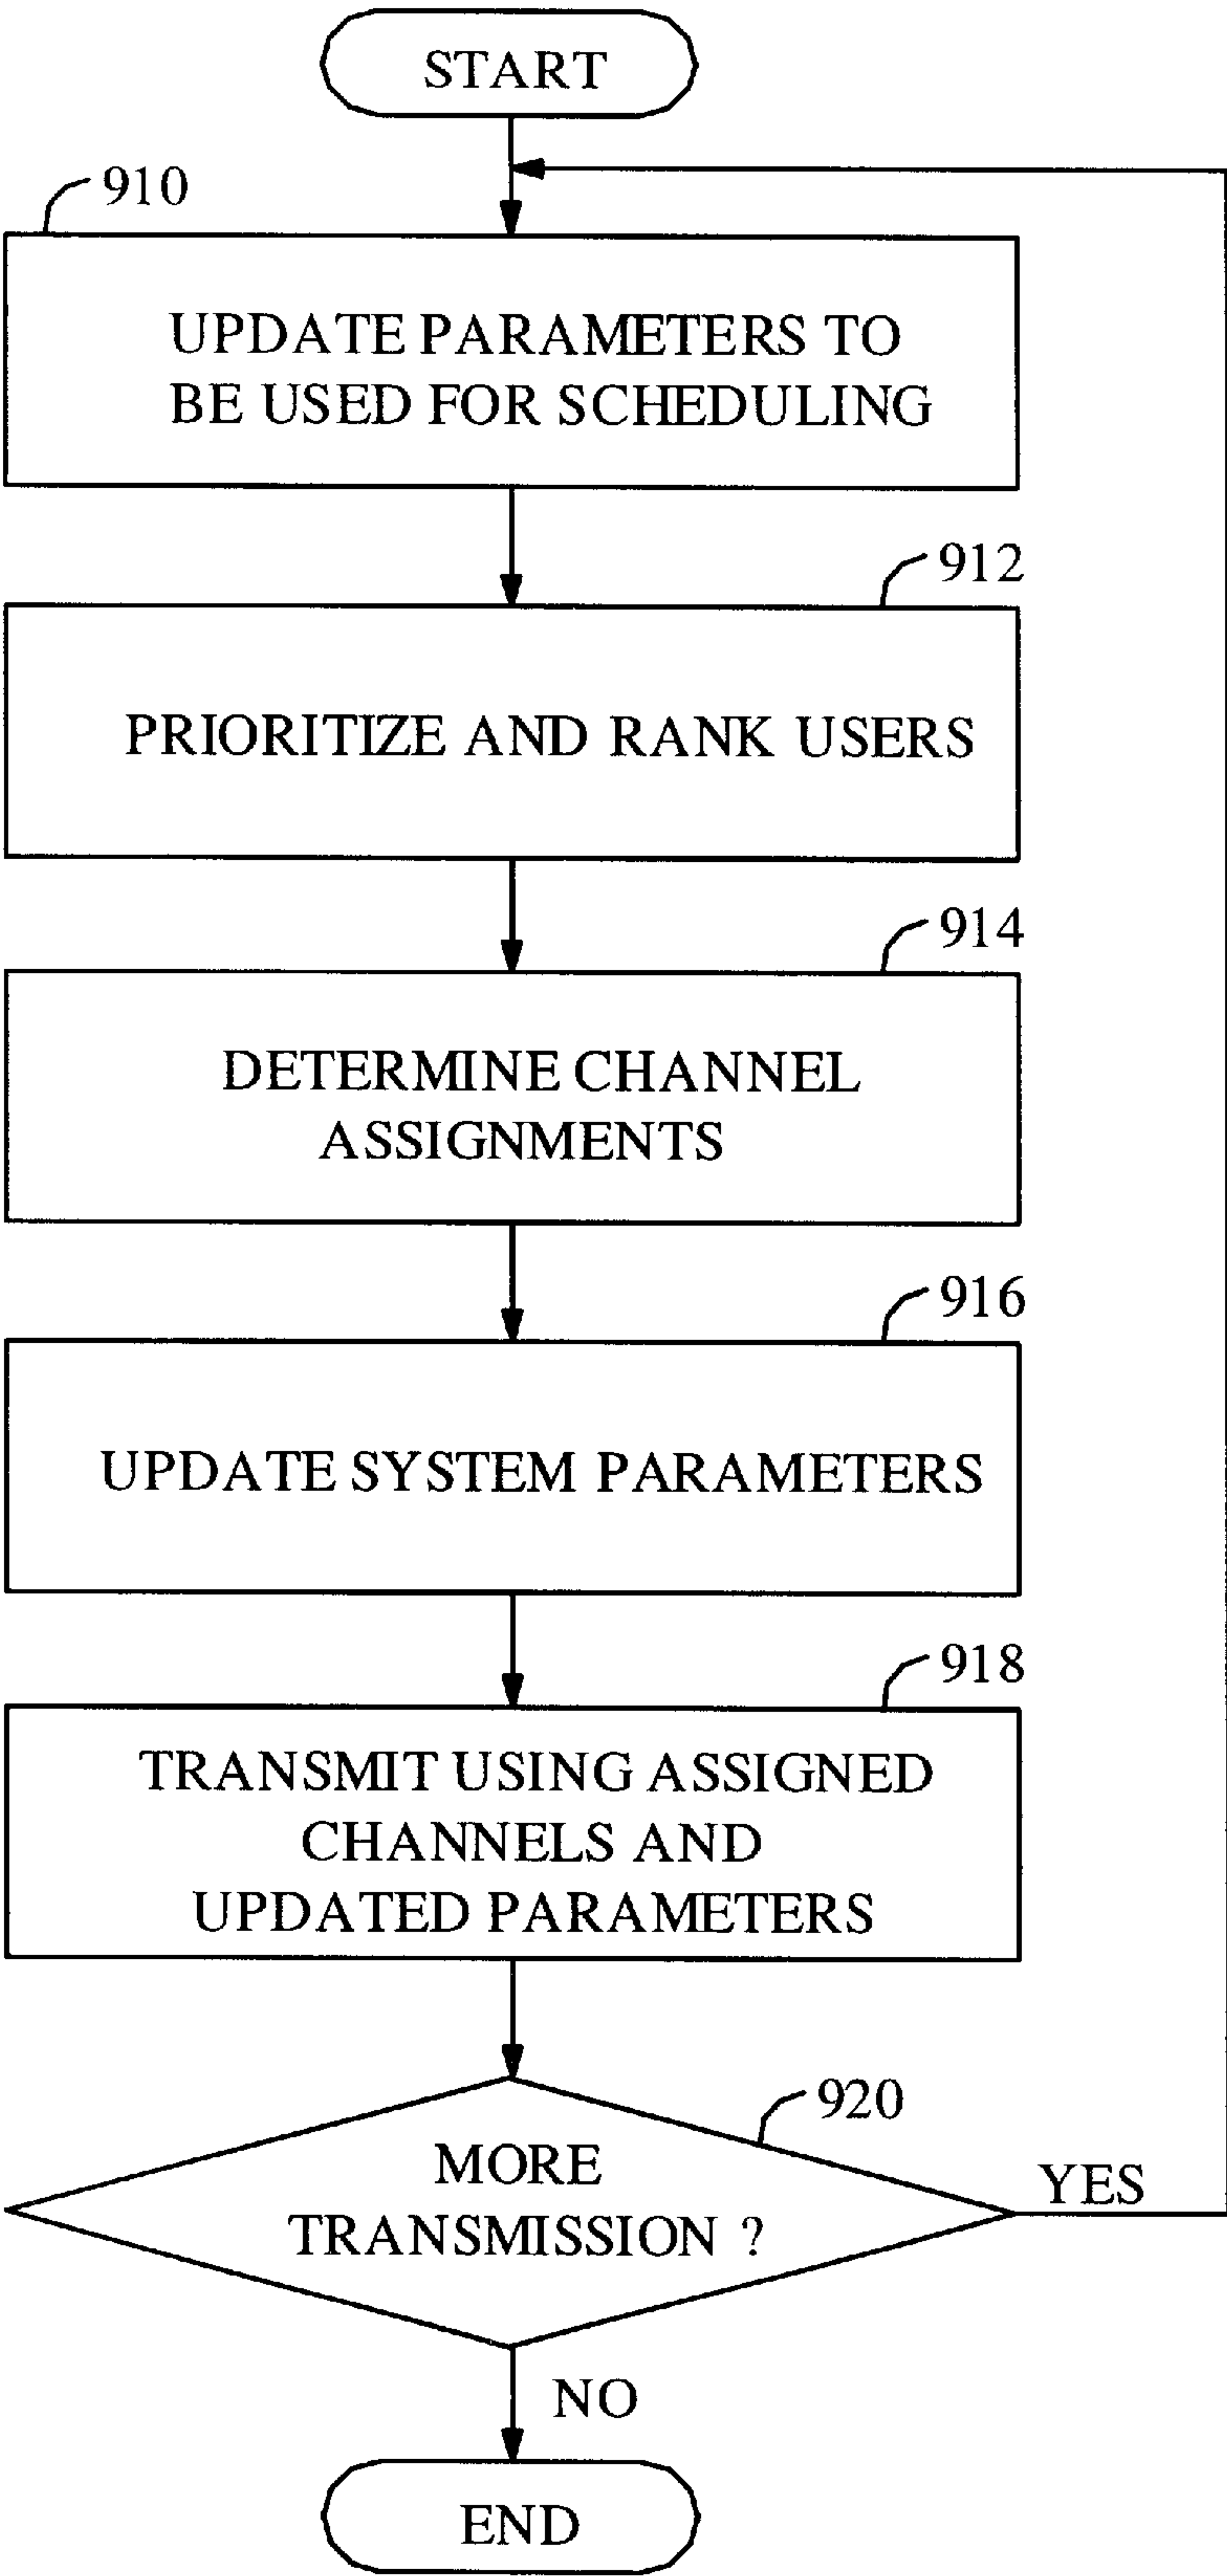 START
910
UPDATE PARAMETERS TO
BE USED FOR SCHEDULING
912
PRIORITIZE AND RANK USERS
914
DETERMINE CHANNEL
ASSIGNMENTS
916
UPDATE SYSTEM PARAMETERS
918
TRANSMIT USING ASSIGNED
CHANNELS AND
UPDATED PARAMETERS
920
MORE
TRANSMISSION ?
YES
NO
END